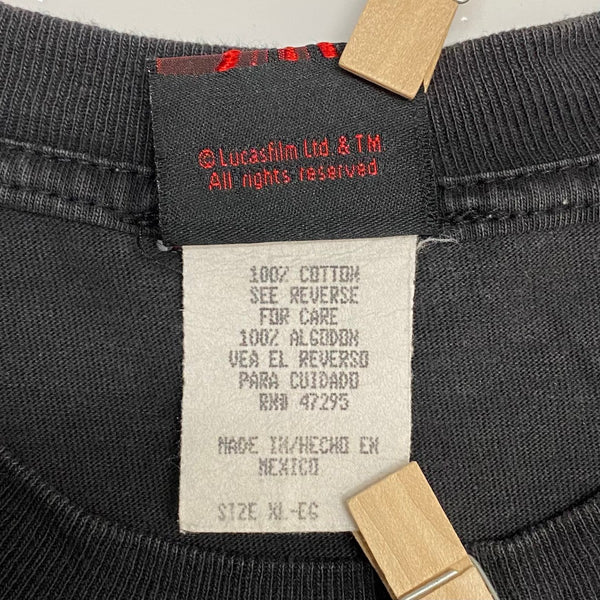 © Lucasfilm Ltd. & TM
All rights reserved
100% COTTON
SEE REVERSE
FOR CARE
100% ALGODON
VEA EL REVERSO
PARA CUIDADO
RN# 47295
MADE IN/HECHO EN
MEXICO
SIZE XL-EG